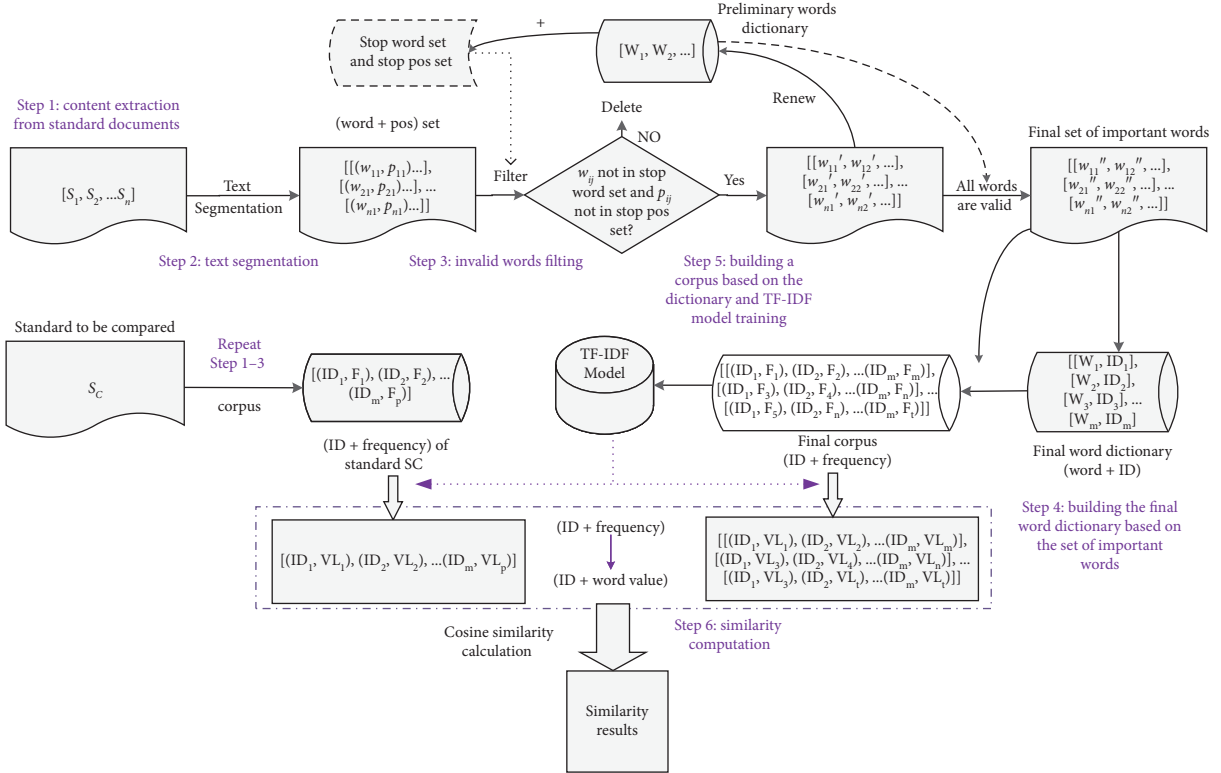 Preliminary words
dictionary
+
Stop word set
and stop pos set
[W₁, W₂, ...]
Step 1: content extraction
from standard documents
(word + pos) set
Delete
NO
Renew
Final set of important words
[S₁, S₂, ...Sₙ]
Text
Segmentation
[[(w₁₁, p₁₁)...],
[(w₂₁, p₂₁)...], ...
[(wₙ₁, pₙ₁)...]]
Filter
wᵢⱼ not in stop
word set and pᵢⱼ
not in stop pos
set?
Yes
[[w₁₁′, w₁₂′, ...],
[w₂₁′, w₂₂ ′, ...], ...
[wₙ₁′, wₙ₂′, ...]]
All words
are valid
[[w₁₁″, w₁₂″, ...],
[w₂₁″, w₂₂″, ...], ...
[wₙ₁″, wₙ₂″, ...]]
Step 2: text segmentation
Step 3: invalid words filting
Step 5: building a
corpus based on the
dictionary and TF-IDF
model training
Standard to be compared
S_C
Repeat
Step 1–3
corpus
[(ID₁, F₁), (ID₂, F₂), ...
(IDₘ, Fₚ)]
(ID + frequency) of
standard SC
TF-IDF
Model
[[(ID₁, F₁), (ID₂, F₂), ...(IDₘ, Fₘ)],
[(ID₁, F₃), (ID₂, F₄), ...(IDₘ, Fₙ)], ...
[(ID₁, F₅), (ID₂, Fₙ), ...(IDₘ, Fₜ)]]
Final corpus
(ID + frequency)
[[W₁, ID₁],
[W₂, ID₂],
[W₃, ID₃], ...
[Wₘ, IDₘ]
Final word dictionary
(word + ID)
Step 4: building the final
word dictionary based on
the set of important
words
[(ID₁, VL₁), (ID₂, VL₂), ...(IDₘ, VLₚ]
(ID + frequency)
(ID + word value)
[[(ID₁, VL₁), (ID₂, VL₂), ...(IDₘ, VLₘ)],
[(ID₁, VL₃), (ID₂, VL₄), ...(IDₘ, VLₙ)], ...
[(ID₁, VL₃), (ID₂, VLₜ), ...(IDₘ, VLₜ)]]
Cosine similarity
calculation
Step 6: similarity
computation
Similarity
results